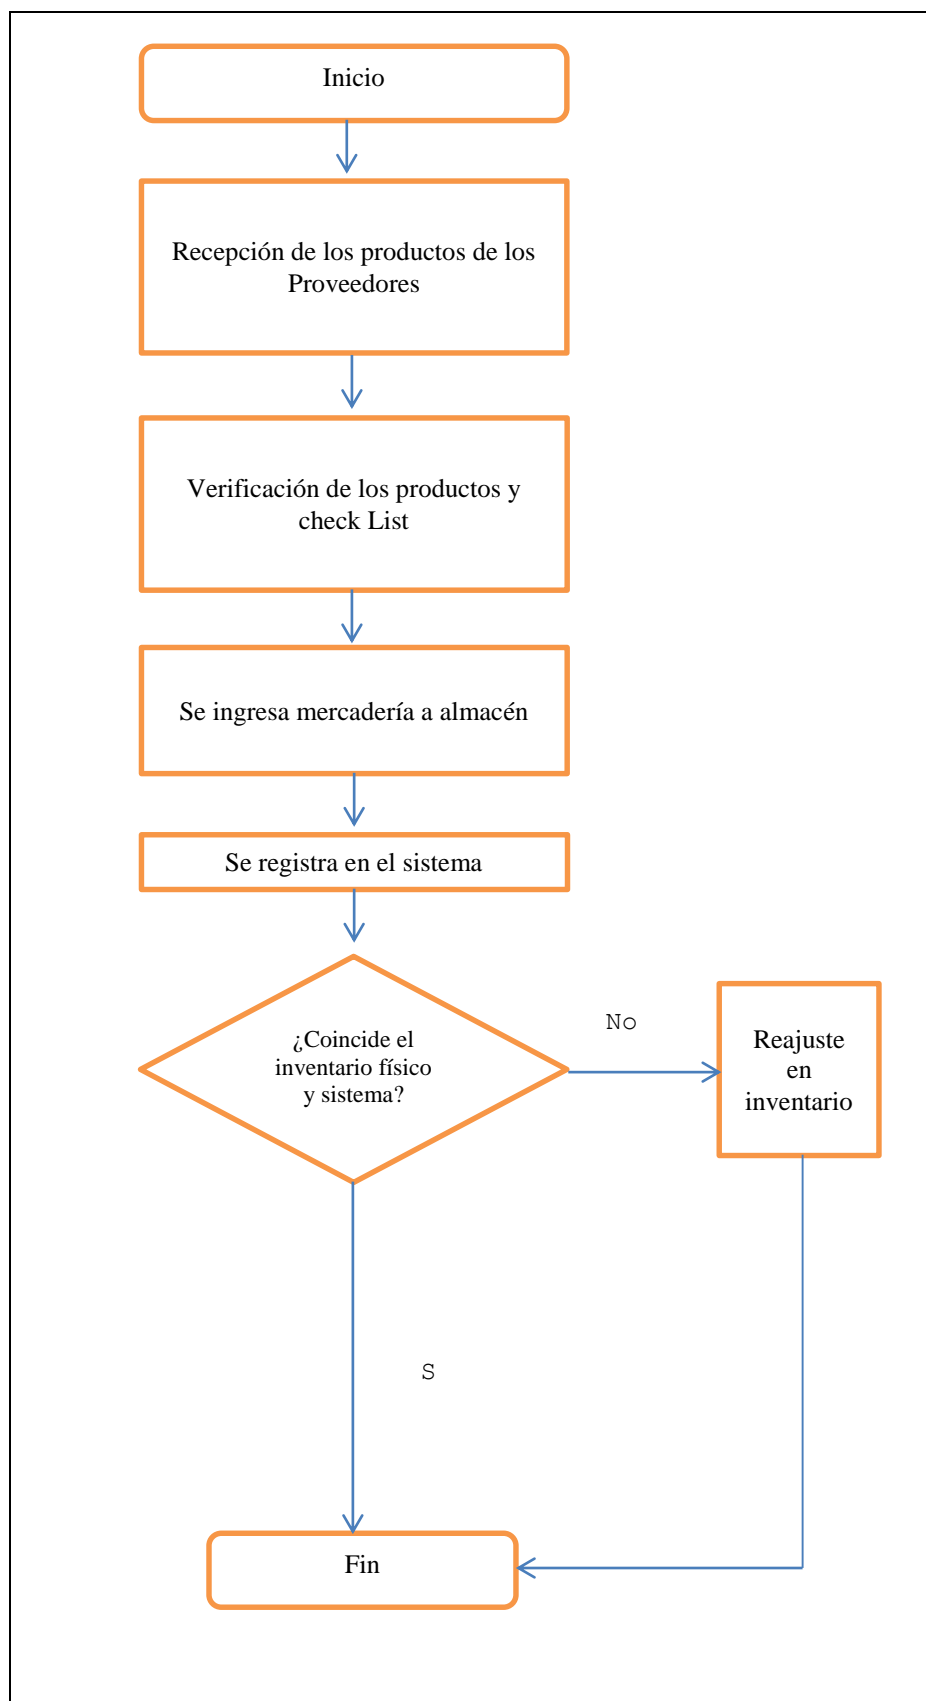 Inicio
Recepción de los productos de los
Proveedores
Verificación de los productos y
check List
Se ingresa mercadería a almacén
Se registra en el sistema
¿Coincide el
inventario físico
y sistema?
No
Reajuste
en
inventario
S
Fin